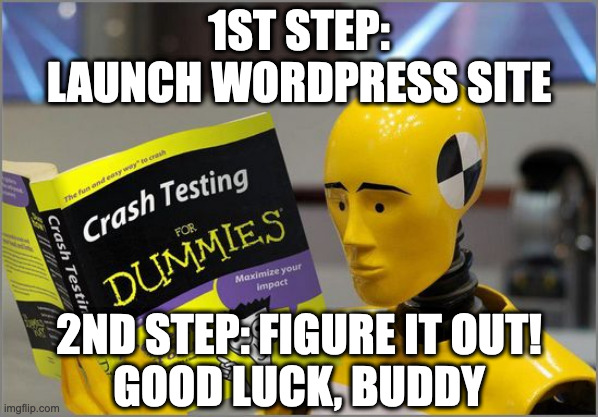 1ST STEP:
LAUNCH WORDPRESS SITE
The fun and easy way® to crash
Crash Testing
FOR
DUMMIES
Maximize your
impact
Crash Testin
2ND STEP: FIGURE IT OUT!
GOOD LUCK, BUDDY
imgflip.com